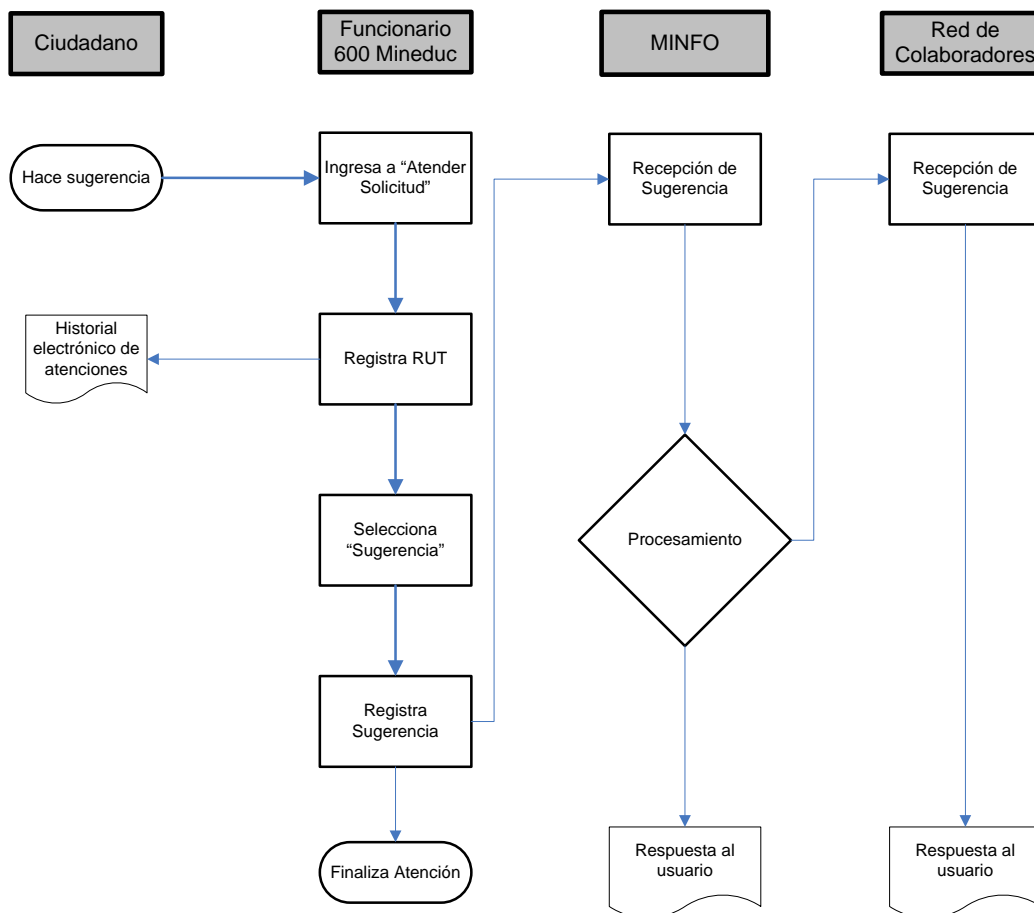 Ciudadano
Funcionario
600 Mineduc
MINFO
Red de
Colaboradores
Hace sugerencia
Ingresa a “Atender
Solicitud”
Recepción de
Sugerencia
Recepción de
Sugerencia
Historial
electrónico de
atenciones
Registra RUT
Selecciona
“Sugerencia”
Procesamiento
Registra
Sugerencia
Finaliza Atención
Respuesta al
usuario
Respuesta al
usuario